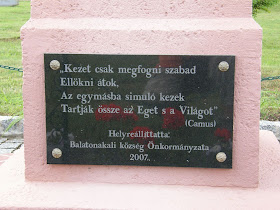 „Kezet csak megfogni szabad
Ellökni átok,
Az egymásba simuló kezek
Tartják össze az Eget s a Világot”
(Camus)
Helyreállíttatta:
Balatonakali község Önkormányzata
2007.